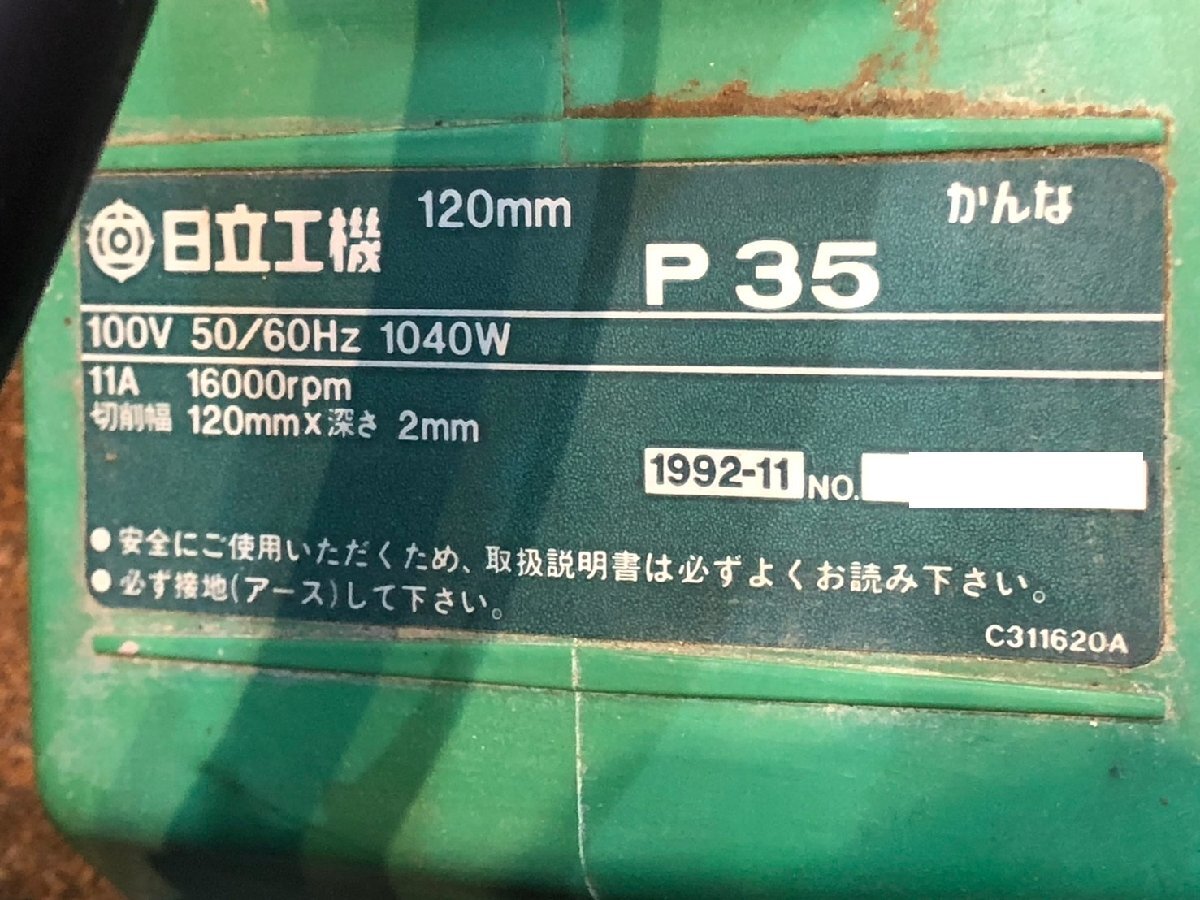 日立工機 120mm かんな
P 35
100V 50/60Hz 1040W
11A 16000rpm
切削幅 120mm×深さ 2mm
1992-11 NO.
●安全にご使用いただくため、取扱説明書は必ずよくお読み下さい。
●必ず接地(アース)して下さい。
C311620A